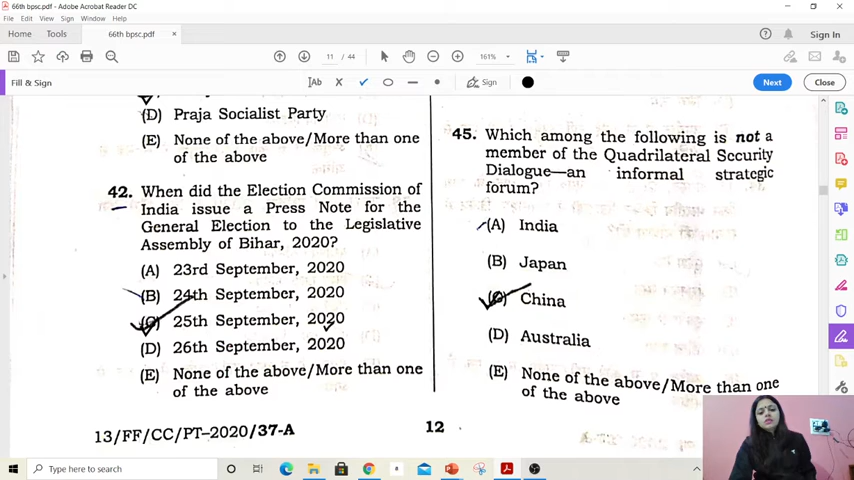 66th bpsc.pdf - Adobe Acrobat Reader DC
File Edit View Sign Window Help
Home Tools 66th bpsc.pdf × Sign In
11 / 44 161%
Fill & Sign Ab Sign Next Close
(D) Praja Socialist Party
(E) None of the above/More than one
of the above
42. When did the Election Commission of
India issue a Press Note for the
General Election to the Legislative
Assembly of Bihar, 2020?
(A) 23rd September, 2020
(B) 24th September, 2020
(C) 25th September, 2020
(D) 26th September, 2020
(E) None of the above/More than one
of the above
13/FF/CC/PT–2020/37-A
12
45. Which among the following is not a
member of the Quadrilateral Security
Dialogue—an informal strategic
forum?
(A) India
(B) Japan
(C) China
(D) Australia
(E) None of the above/More than one
of the above
Type here to search